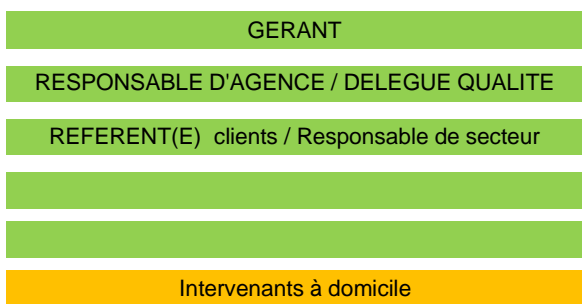 GERANT
RESPONSABLE D'AGENCE / DELEGUE QUALITE
REFERENT(E) clients / Responsable de secteur
Intervenants à domicile